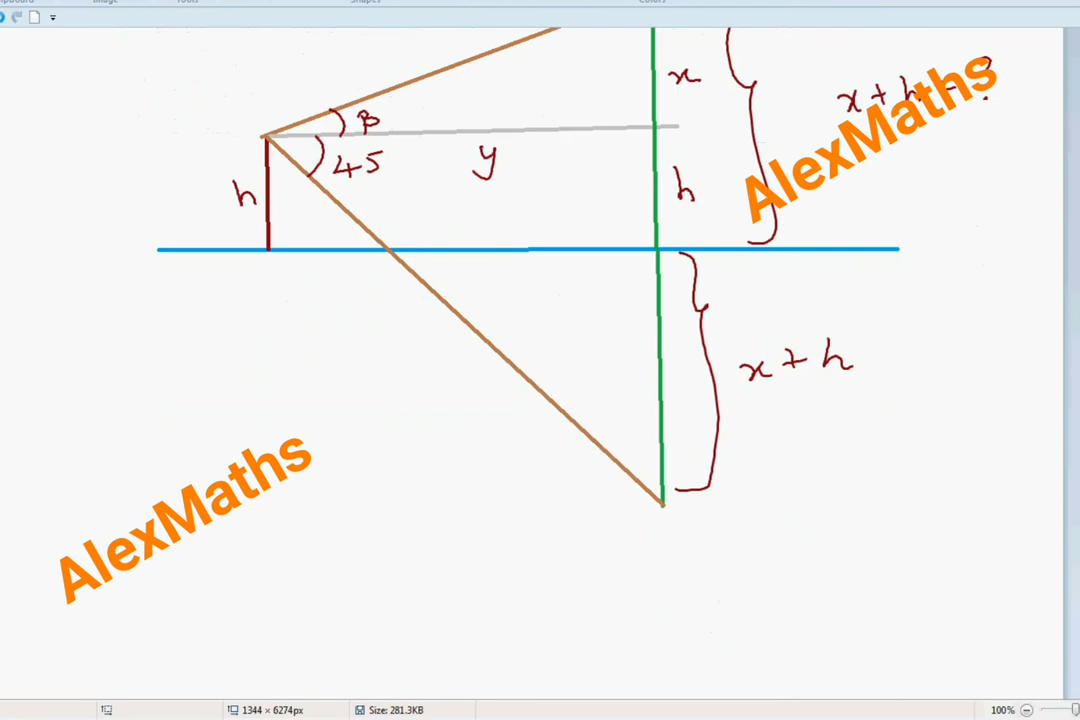 x
x + h = ?
AlexMaths
β
45
y
h
h
x + h
AlexMaths
1344 × 6274px
Size: 281.3KB
100%